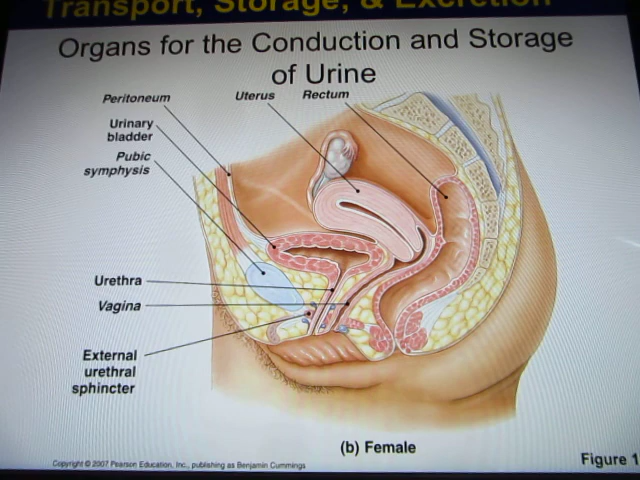 Transport, Storage, & Excretion
Organs for the Conduction and Storage
of Urine
Peritoneum
Uterus
Rectum
Urinary
bladder
Pubic
symphysis
Urethra
Vagina
External
urethral
sphincter
(b) Female
Copyright © 2007 Pearson Education, Inc., publishing as Benjamin Cummings
Figure 1